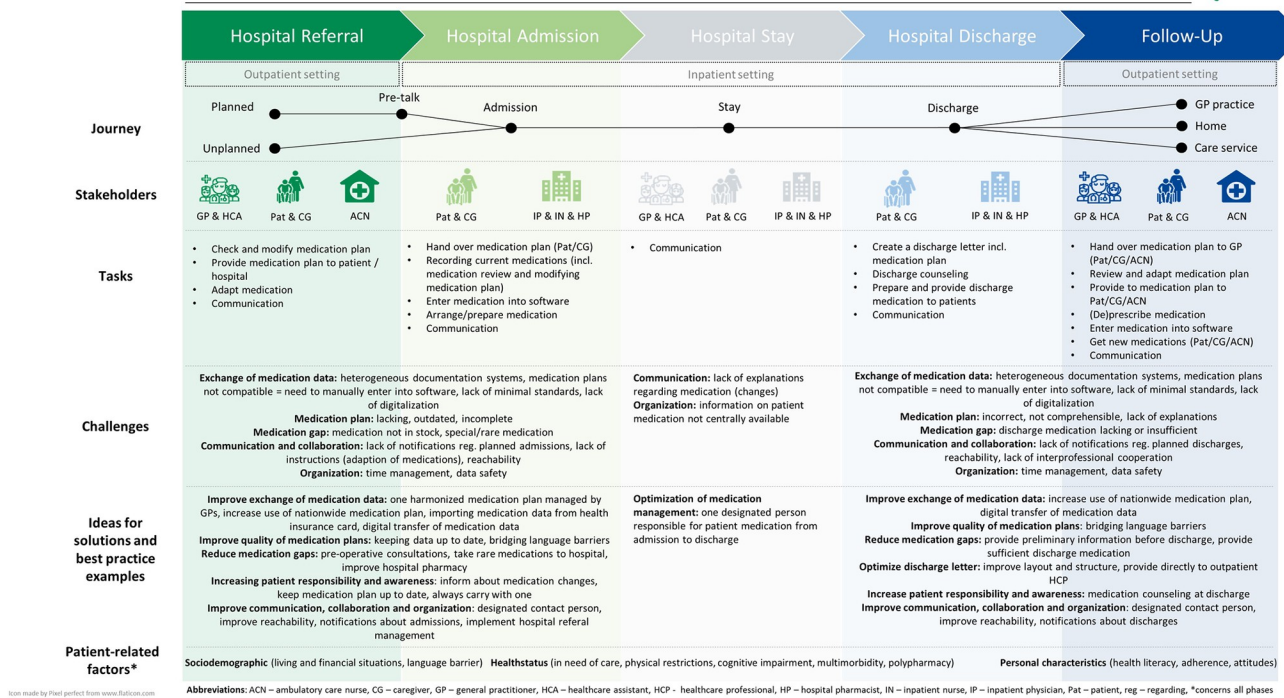 Hospital Referral
Hospital Admission
Hospital Stay
Hospital Discharge
Follow-Up
Outpatient setting
Inpatient setting
Outpatient setting
Journey
Planned
Unplanned
Pre-talk
Admission
Stay
Discharge
GP practice
Home
Care service
Stakeholders
GP & HCA
Pat & CG
ACN
Pat & CG
IP & IN & HP
GP & HCA
Pat & CG
IP & IN & HP
Pat & CG
IP & IN & HP
GP & HCA
Pat & CG
ACN
Tasks
• Check and modify medication plan
• Provide medication plan to patient /
hospital
• Adapt medication
• Communication
• Hand over medication plan (Pat/CG)
• Recording current medications (incl.
medication review and modifying
medication plan)
• Enter medication into software
• Arrange/prepare medication
• Communication
• Communication
• Create a discharge letter incl.
medication plan
• Discharge counseling
• Prepare and provide discharge
medication to patients
• Communication
• Hand over medication plan to GP
(Pat/CG/ACN)
• Review and adapt medication plan
• Provide to medication plan to
Pat/CG/ACN
• (De)prescribe medication
• Enter medication into software
• Get new medications (Pat/CG/ACN)
• Communication
Challenges
Exchange of medication data: heterogeneous documentation systems, medication plans
not compatible = need to manually enter into software, lack of minimal standards, lack
of digitalization
Medication plan: lacking, outdated, incomplete
Medication gap: medication not in stock, special/rare medication
Communication and collaboration: lack of notifications reg. planned admissions, lack of
instructions (adaption of medications), reachability
Organization: time management, data safety
Communication: lack of explanations
regarding medication (changes)
Organization: information on patient
medication not centrally available
Exchange of medication data: heterogeneous documentation systems, medication plans
not compatible = need to manually enter into software, lack of minimal standards, lack
of digitalization
Medication plan: incorrect, not comprehensible, lack of explanations
Medication gap: discharge medication lacking or insufficient
Communication and collaboration: lack of notifications reg. planned discharges,
reachability, lack of interprofessional cooperation
Organization: time management, data safety
Ideas for
solutions and
best practice
examples
Improve exchange of medication data: one harmonized medication plan managed by
GPs, increase use of nationwide medication plan, importing medication data from health
insurance card, digital transfer of medication data
Improve quality of medication plans: keeping data up to date, bridging language barriers
Reduce medication gaps: pre-operative consultations, take rare medications to hospital,
improve hospital pharmacy
Increasing patient responsibility and awareness: inform about medication changes,
keep medication plan up to date, always carry with one
Improve communication, collaboration and organization: designated contact person,
improve reachability, notifications about admissions, implement hospital referal
management
Optimization of medication
management: one designated person
responsible for patient medication from
admission to discharge
Improve exchange of medication data: increase use of nationwide medication plan,
digital transfer of medication data
Improve quality of medication plans: bridging language barriers
Reduce medication gaps: provide preliminary information before discharge, provide
sufficient discharge medication
Optimize discharge letter: improve layout and structure, provide directly to outpatient
HCP
Increase patient responsibility and awareness: medication counseling at discharge
Improve communication, collaboration and organization: designated contact person,
improve reachability, notifications about discharges
Patient-related
factors*
Sociodemographic (living and financial situations, language barrier) Healthstatus (in need of care, physical restrictions, cognitive impairment, multimorbidity, polypharmacy) Personal characteristics (health literacy, adherence, attitudes)
Icon made by Pixel perfect from www.flaticon.com
Abbreviations: ACN – ambulatory care nurse, CG – caregiver, GP – general practitioner, HCA – healthcare assistant, HCP - healthcare professional, HP – hospital pharmacist, IN – inpatient nurse, IP – inpatient physician, Pat – patient, reg – regarding, *concerns all phases